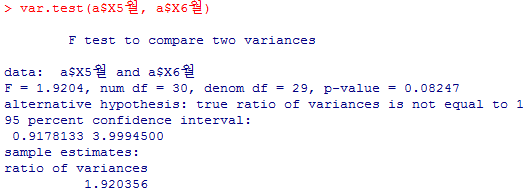 > var.test(a$X5월, a$X6월)
F test to compare two variances
data:  a$X5월 and a$X6월
F = 1.9204, num df = 30, denom df = 29, p-value = 0.08247
alternative hypothesis: true ratio of variances is not equal to 1
95 percent confidence interval:
0.9178133 3.9994500
sample estimates:
ratio of variances
1.920356